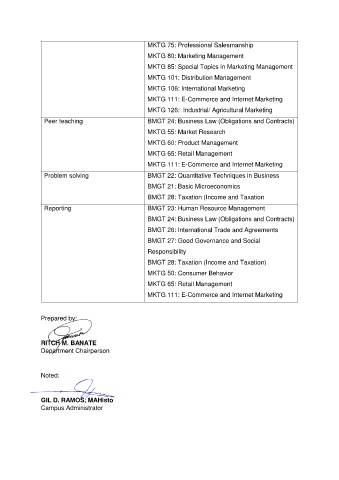 MKTG 75: Professional Salesmanship
MKTG 80: Marketing Management
MKTG 85: Special Topics in Marketing Management
MKTG 101: Distribution Management
MKTG 106: International Marketing
MKTG 111: E-Commerce and Internet Marketing
MKTG 126: Industrial/ Agricultural Marketing
Peer teaching
BMGT 24: Business Law (Obligations and Contracts)
MKTG 55: Market Research
MKTG 60: Product Management
MKTG 65: Retail Management
MKTG 111: E-Commerce and Internet Marketing
Problem solving
BMGT 22: Quantitative Techniques in Business
BMGT 21: Basic Microeconomics
BMGT 28: Taxation (Income and Taxation
Reporting
BMGT 23: Human Resource Management
BMGT 24: Business Law (Obligations and Contracts)
BMGT 26: International Trade and Agreements
BMGT 27: Good Governance and Social
Responsibility
BMGT 28: Taxation (Income and Taxation)
MKTG 50: Consumer Behavior
MKTG 65: Retail Management
MKTG 111: E-Commerce and Internet Marketing
Prepared by:
RITCH M. BANATE
Department Chairperson
Noted:
GIL D. RAMOS, MAHisto
Campus Administrator